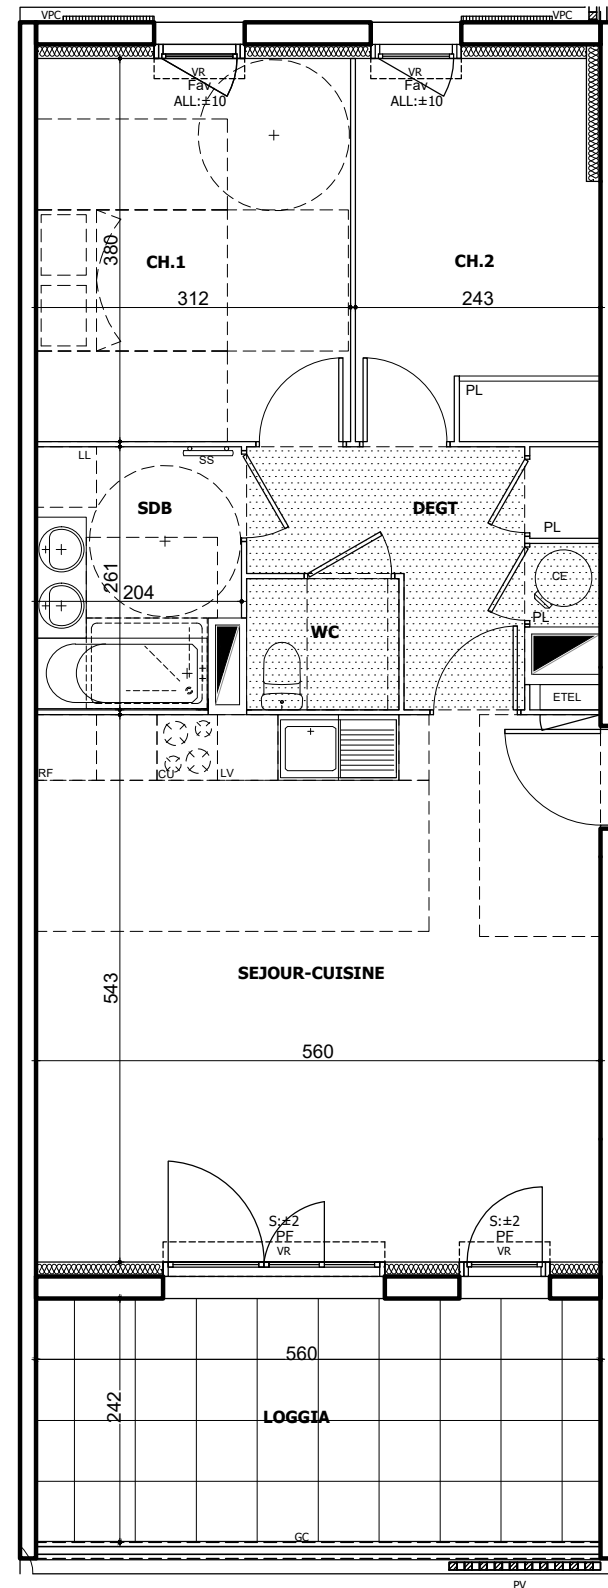 VPC
VPC
VR
Fav
ALL:±10
VR
Fav
ALL:±10
CH.1
380
312
CH.2
243
PL
LL
SS
SDB
DEGT
PL
261
204
CE
WC
PL
ETEL
RF
CU
LV
SEJOUR-CUISINE
543
560
S:±2
PF
VR
S:±2
PF
VR
560
242
LOGGIA
GC
PV